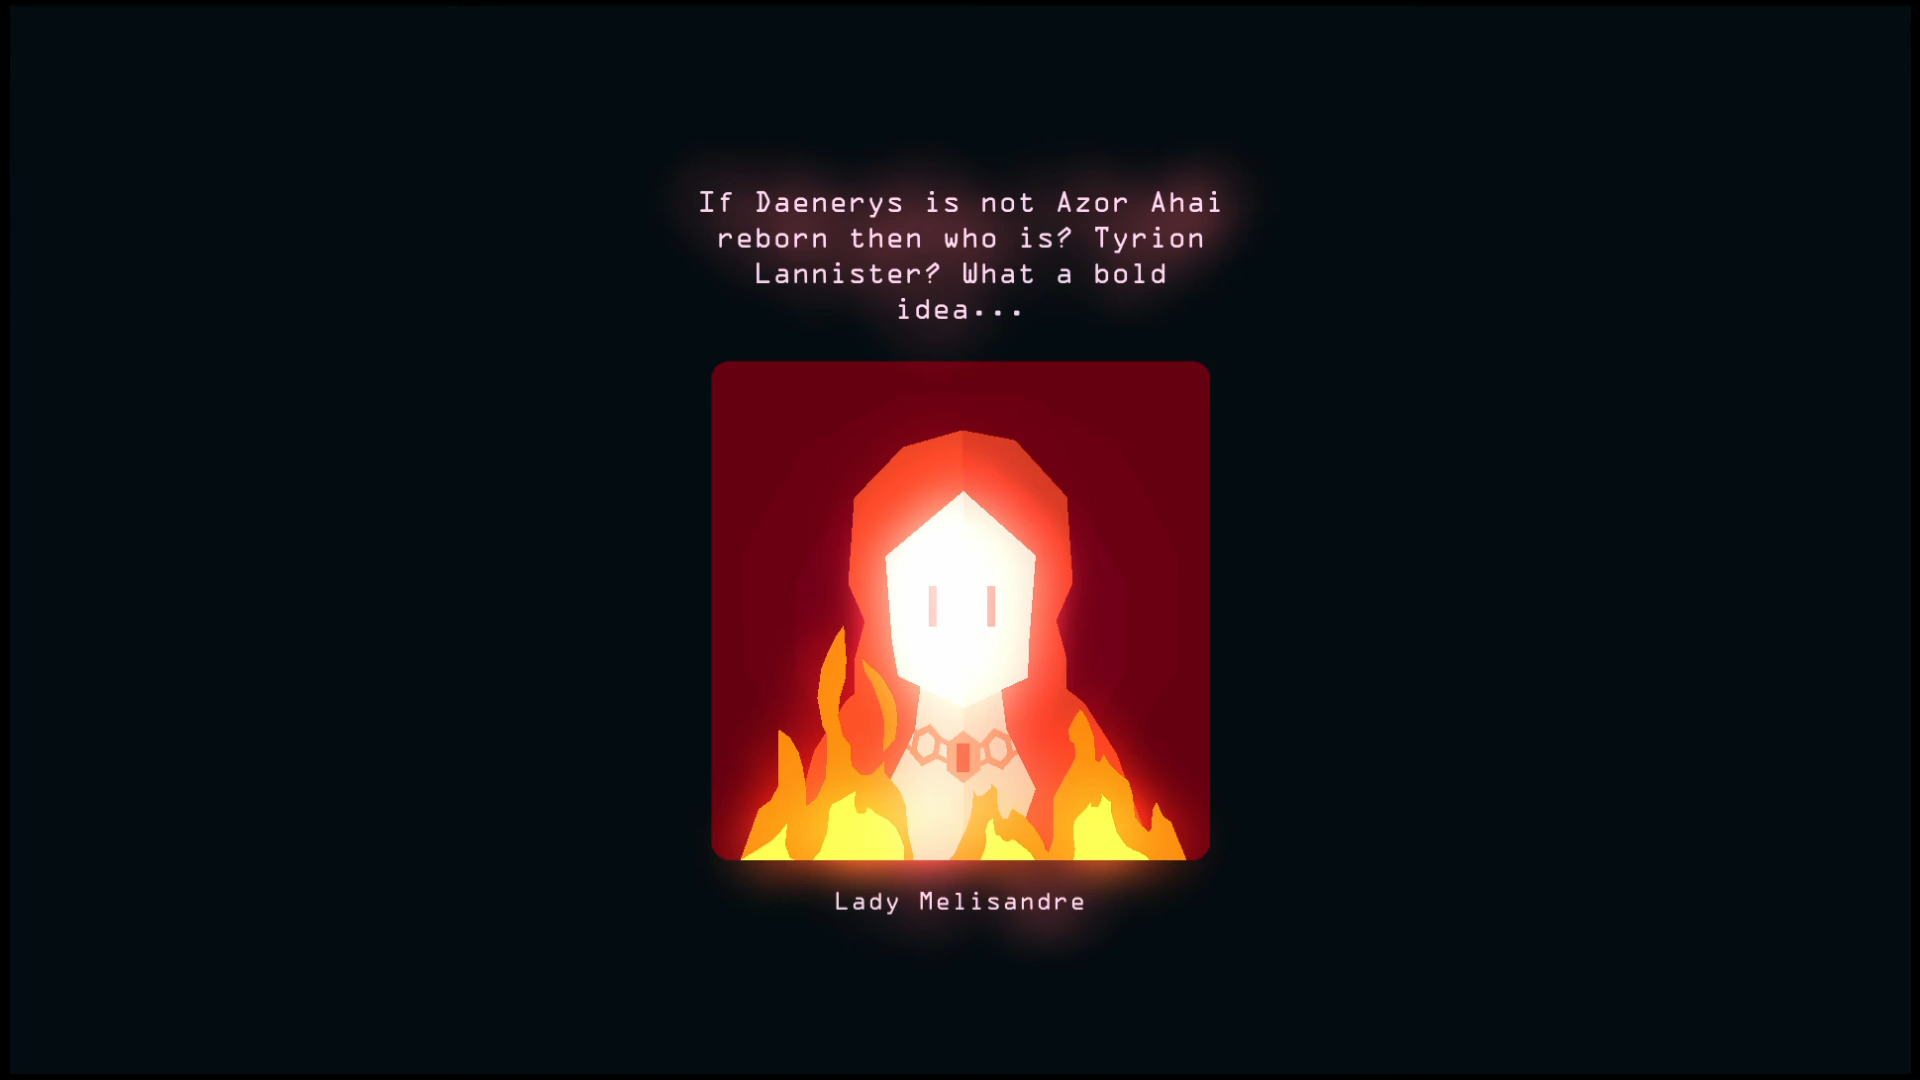 If Daenerys is not Azor Ahai
reborn then who is? Tyrion
Lannister? What a bold
idea...
Lady Melisandre